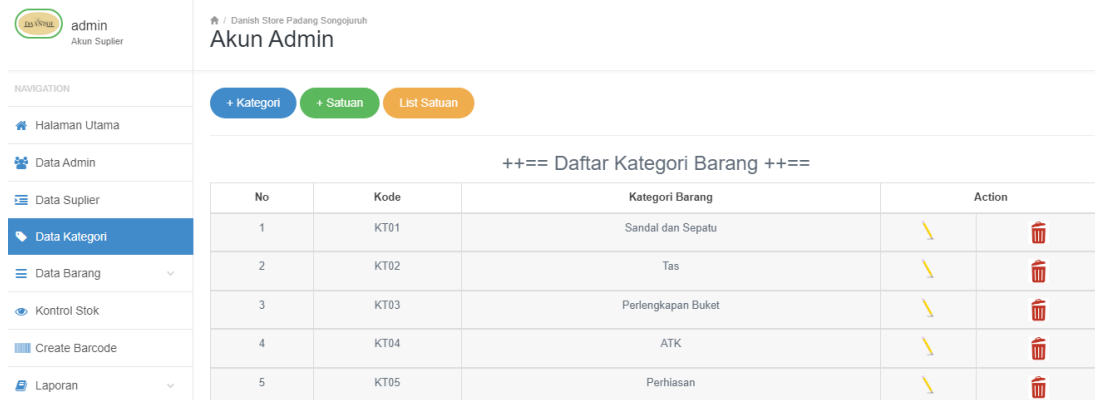 admin
Akun Suplier
/ Danish Store Padang Songojuruh
Akun Admin
NAVIGATION
Halaman Utama
Data Admin
Data Suplier
Data Kategori
Data Barang
Kontrol Stok
Create Barcode
Laporan
+ Kategori + Satuan List Satuan
++== Daftar Kategori Barang ++==
No Kode Kategori Barang Action
1 KT01 Sandal dan Sepatu
2 KT02 Tas
3 KT03 Perlengkapan Buket
4 KT04 ATK
5 KT05 Perhiasan